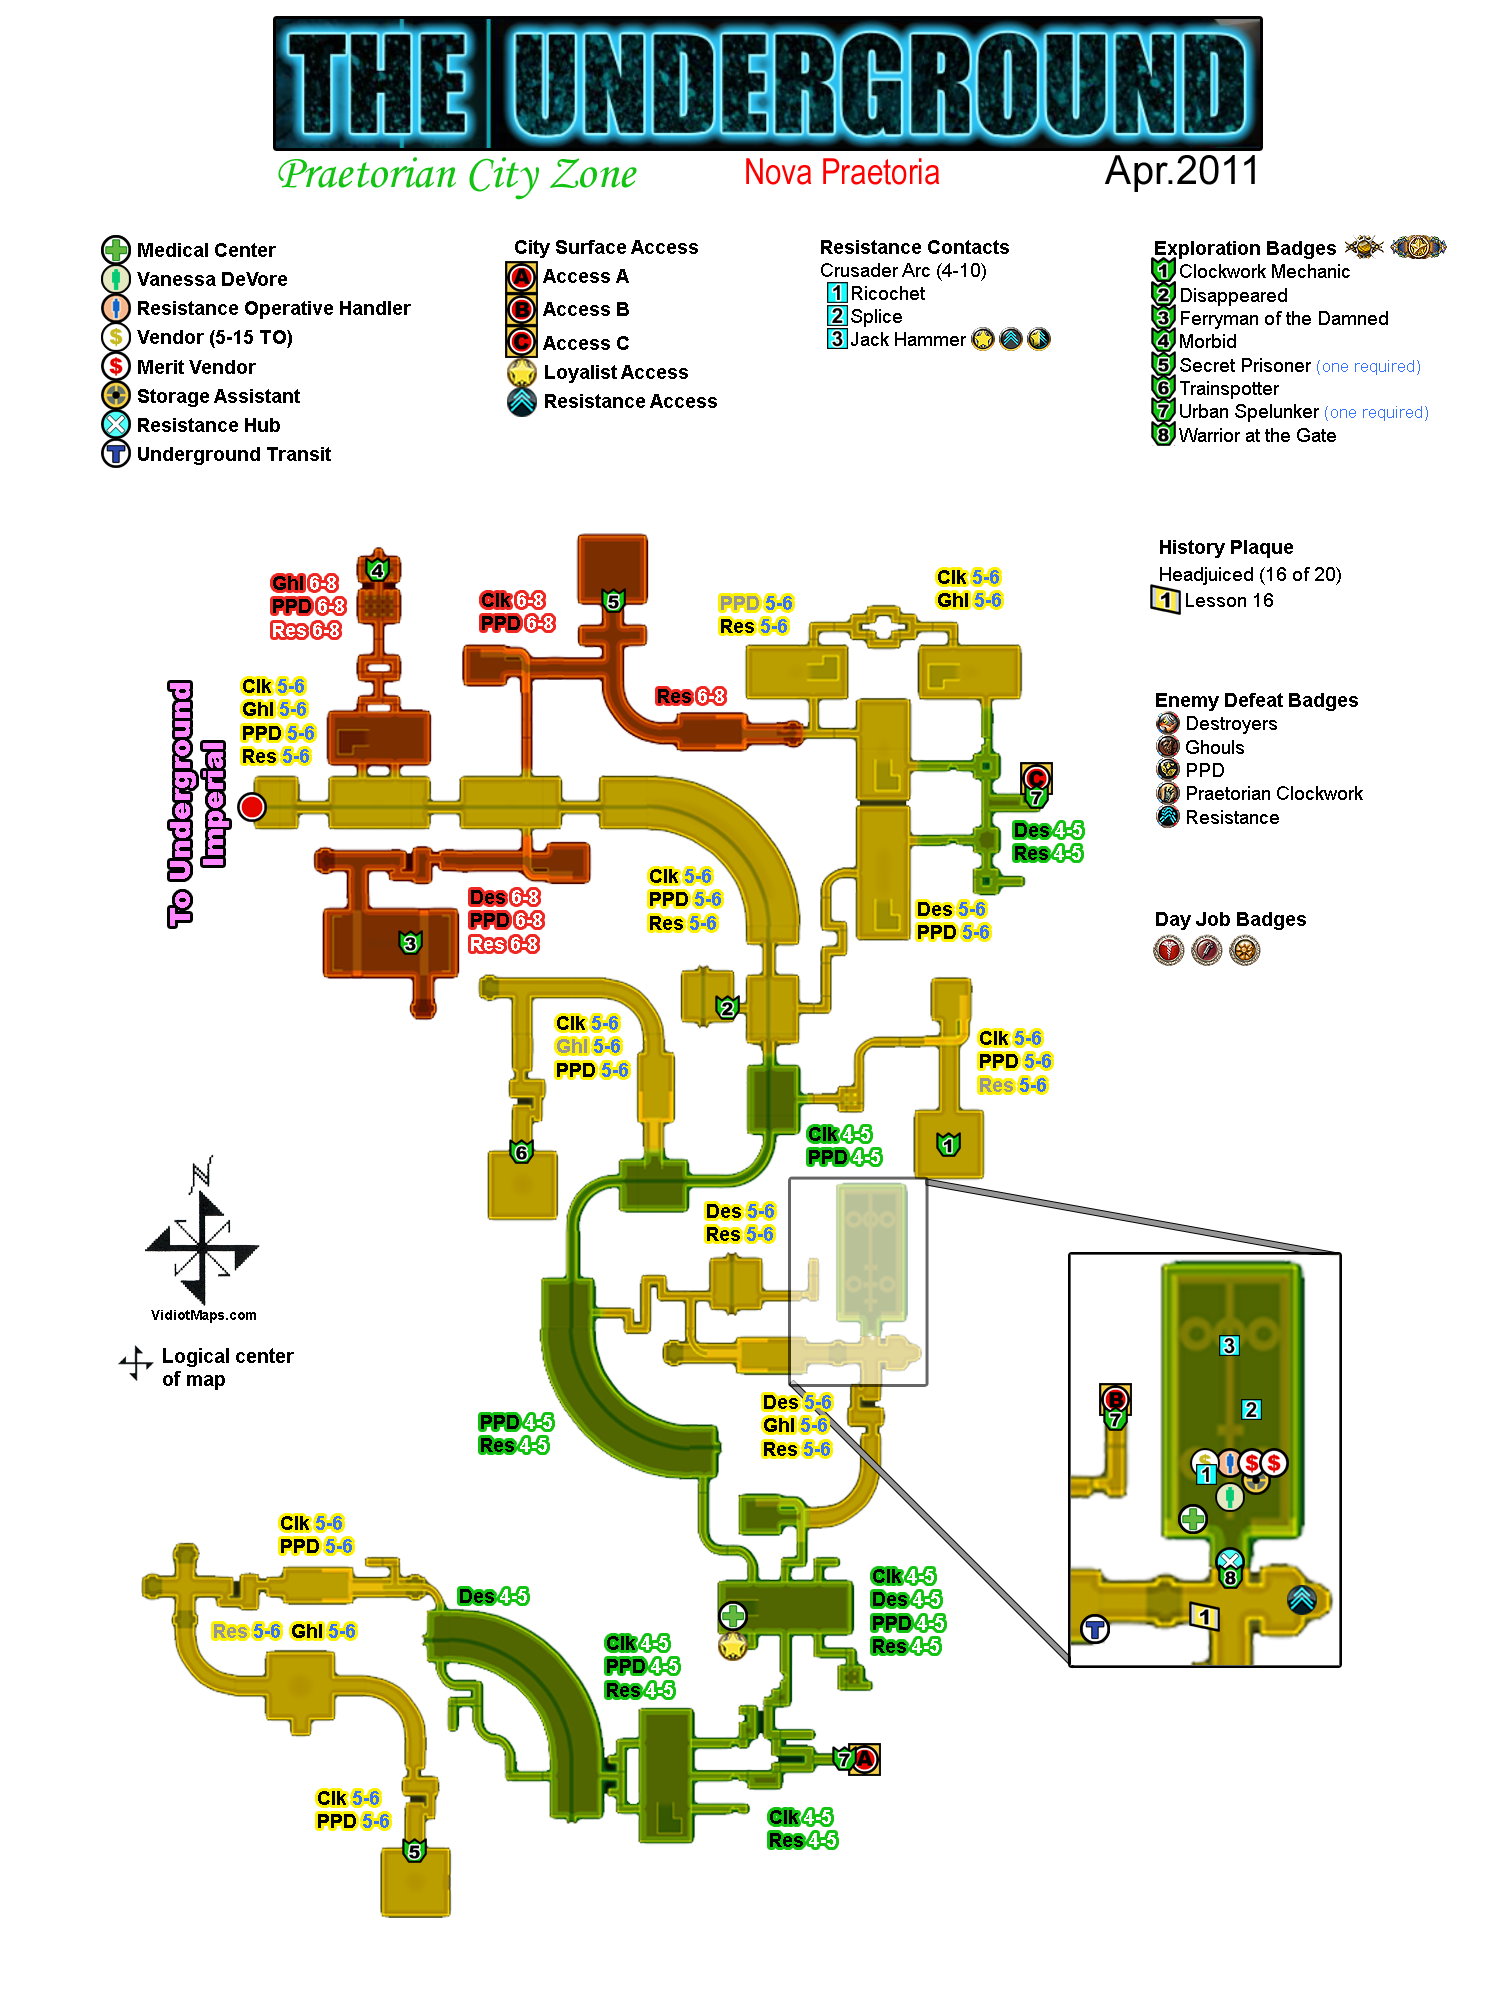 THE UNDERGROUND
Praetorian City Zone
Nova Praetoria
Apr.2011
Medical Center
Vanessa DeVore
Resistance Operative Handler
$ Vendor (5-15 TO)
$ Merit Vendor
Storage Assistant
Resistance Hub
T Underground Transit
City Surface Access
A Access A
B Access B
C Access C
Loyalist Access
Resistance Access
Resistance Contacts
Crusader Arc (4-10)
1 Ricochet
2 Splice
3 Jack Hammer
Exploration Badges
1 Clockwork Mechanic
2 Disappeared
3 Ferryman of the Damned
4 Morbid
5 Secret Prisoner (one required)
6 Trainspotter
7 Urban Spelunker (one required)
8 Warrior at the Gate
History Plaque
Headjuiced (16 of 20)
1 Lesson 16
Enemy Defeat Badges
Destroyers
Ghouls
PPD
Praetorian Clockwork
Resistance
Day Job Badges
Ghl 6-8
PPD 6-8
Res 6-8
4
Clk 6-8
PPD 6-8
5
PPD 5-6
Res 5-6
Clk 5-6
Ghl 5-6
To Underground
Imperial
Clk 5-6
Ghl 5-6
PPD 5-6
Res 5-6
Res 6-8
C
7
Des 4-5
Res 4-5
Des 6-8
PPD 6-8
Res 6-8
3
Clk 5-6
PPD 5-6
Res 5-6
Des 5-6
PPD 5-6
2
Clk 5-6
Ghl 5-6
PPD 5-6
Clk 5-6
PPD 5-6
Res 5-6
6
Clk 4-5
PPD 4-5
1
N
VidiotMaps.com
Logical center
of map
Des 5-6
Res 5-6
PPD 4-5
Res 4-5
Des 5-6
Ghl 5-6
Res 5-6
3
B
7
2
$
$
$
1
8
1
T
Clk 5-6
PPD 5-6
Des 4-5
Clk 4-5
Des 4-5
PPD 4-5
Res 4-5
Res 5-6
Ghl 5-6
Clk 4-5
PPD 4-5
Res 4-5
7
A
Clk 5-6
PPD 5-6
Clk 4-5
Res 4-5
5